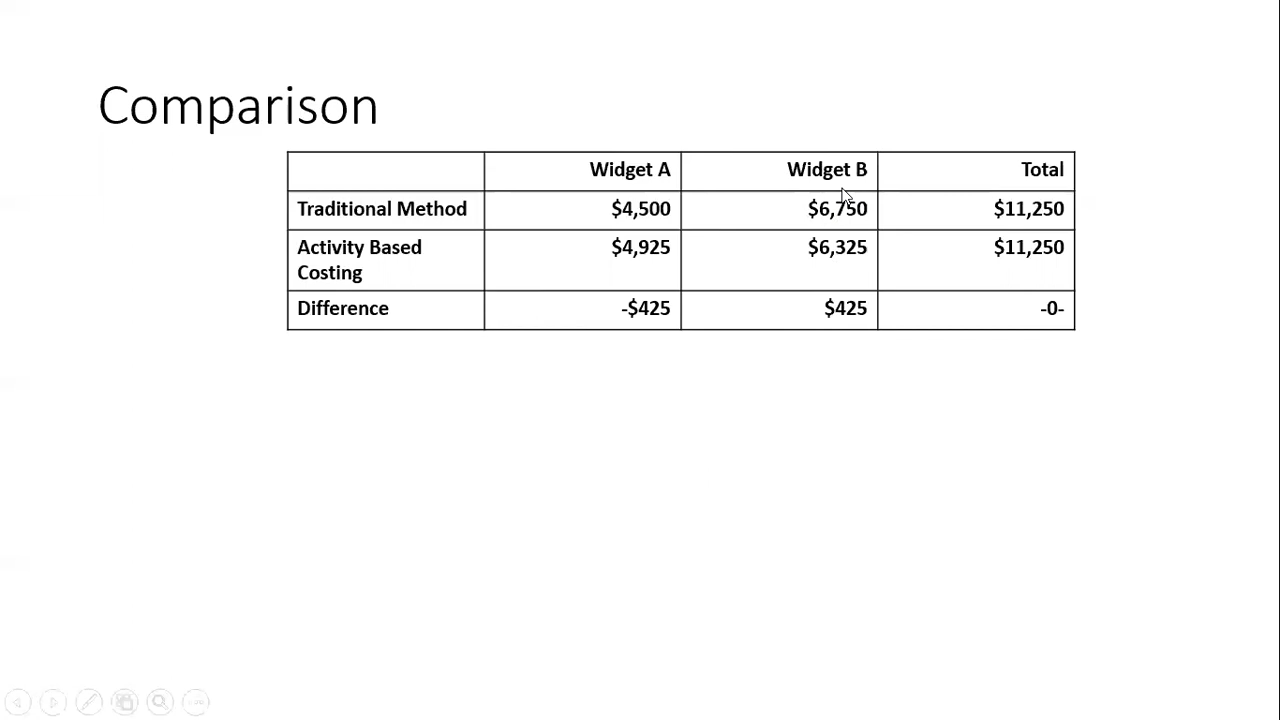 Comparison
Widget A Widget B Total
Traditional Method $4,500 $6,750 $11,250
Activity Based $4,925 $6,325 $11,250
Costing
Difference -$425 $425 -0-